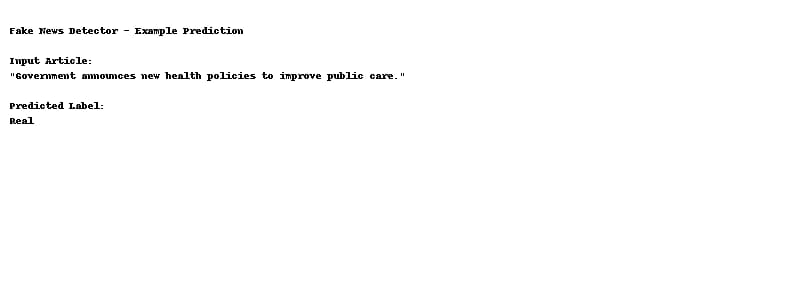 Fake News Detector - Example Prediction
Input Article:
"Government announces new health policies to improve public care."
Predicted Label:
Real